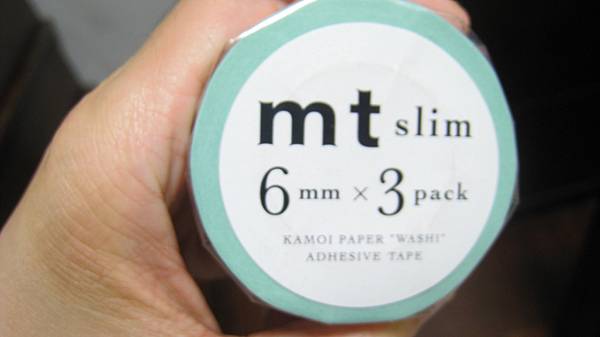 mt slim
6 mm × 3 pack
KAMOI PAPER "WASHI"
ADHESIVE TAPE